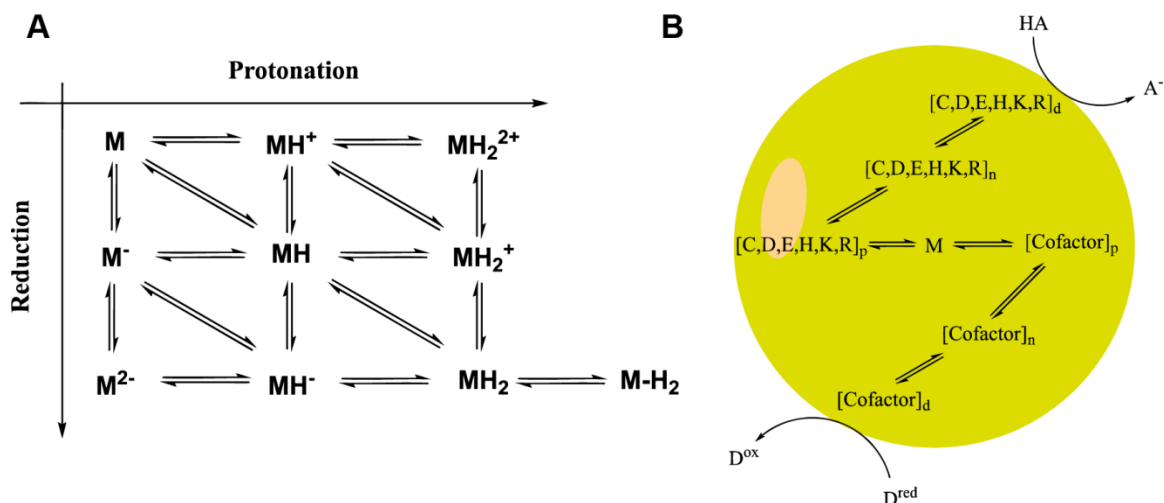 A
Protonation
Reduction
M MH⁺ MH₂²⁺
M⁻ MH MH₂⁺
M²⁻ MH⁻ MH₂ M-H₂
B
HA
A⁻
[C,D,E,H,K,R]d
[C,D,E,H,K,R]n
[C,D,E,H,K,R]p M [Cofactor]p
[Cofactor]n
[Cofactor]d
Dᵒˣ
Dʳᵉᵈ